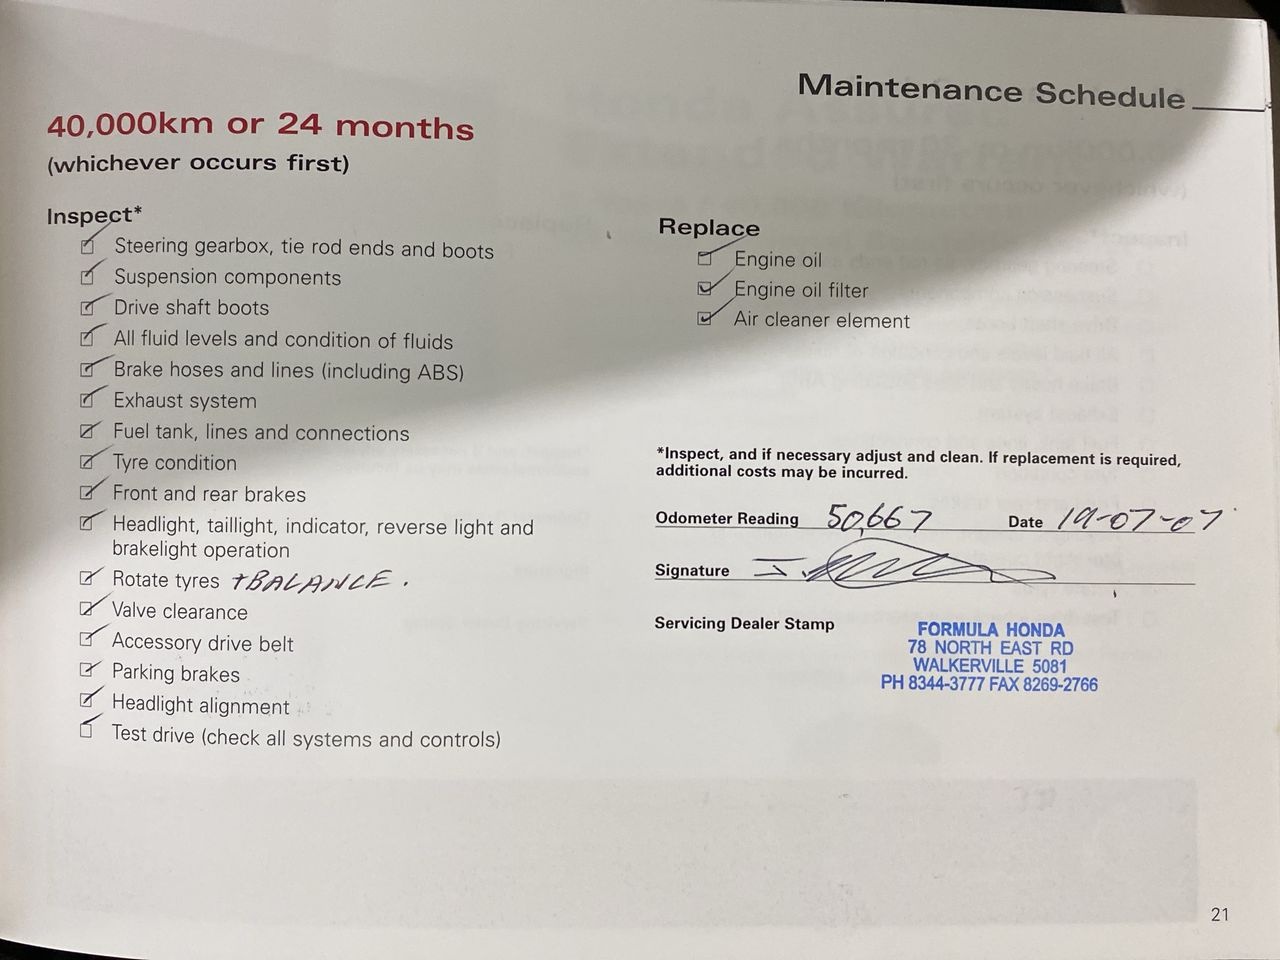 Maintenance Schedule
40,000km or 24 months
(whichever occurs first)
Inspect*
Steering gearbox, tie rod ends and boots
Suspension components
Drive shaft boots
All fluid levels and condition of fluids
Brake hoses and lines (including ABS)
Exhaust system
Fuel tank, lines and connections
Tyre condition
Front and rear brakes
Headlight, taillight, indicator, reverse light and
brakelight operation
Rotate tyres +BALANCE.
Valve clearance
Accessory drive belt
Parking brakes
Headlight alignment
Test drive (check all systems and controls)
Replace
Engine oil
Engine oil filter
Air cleaner element
*Inspect, and if necessary adjust and clean. If replacement is required,
additional costs may be incurred.
Odometer Reading 50,667 Date 19-07-07
Signature
Servicing Dealer Stamp
FORMULA HONDA
78 NORTH EAST RD
WALKERVILLE 5081
PH 8344-3777 FAX 8269-2766
21